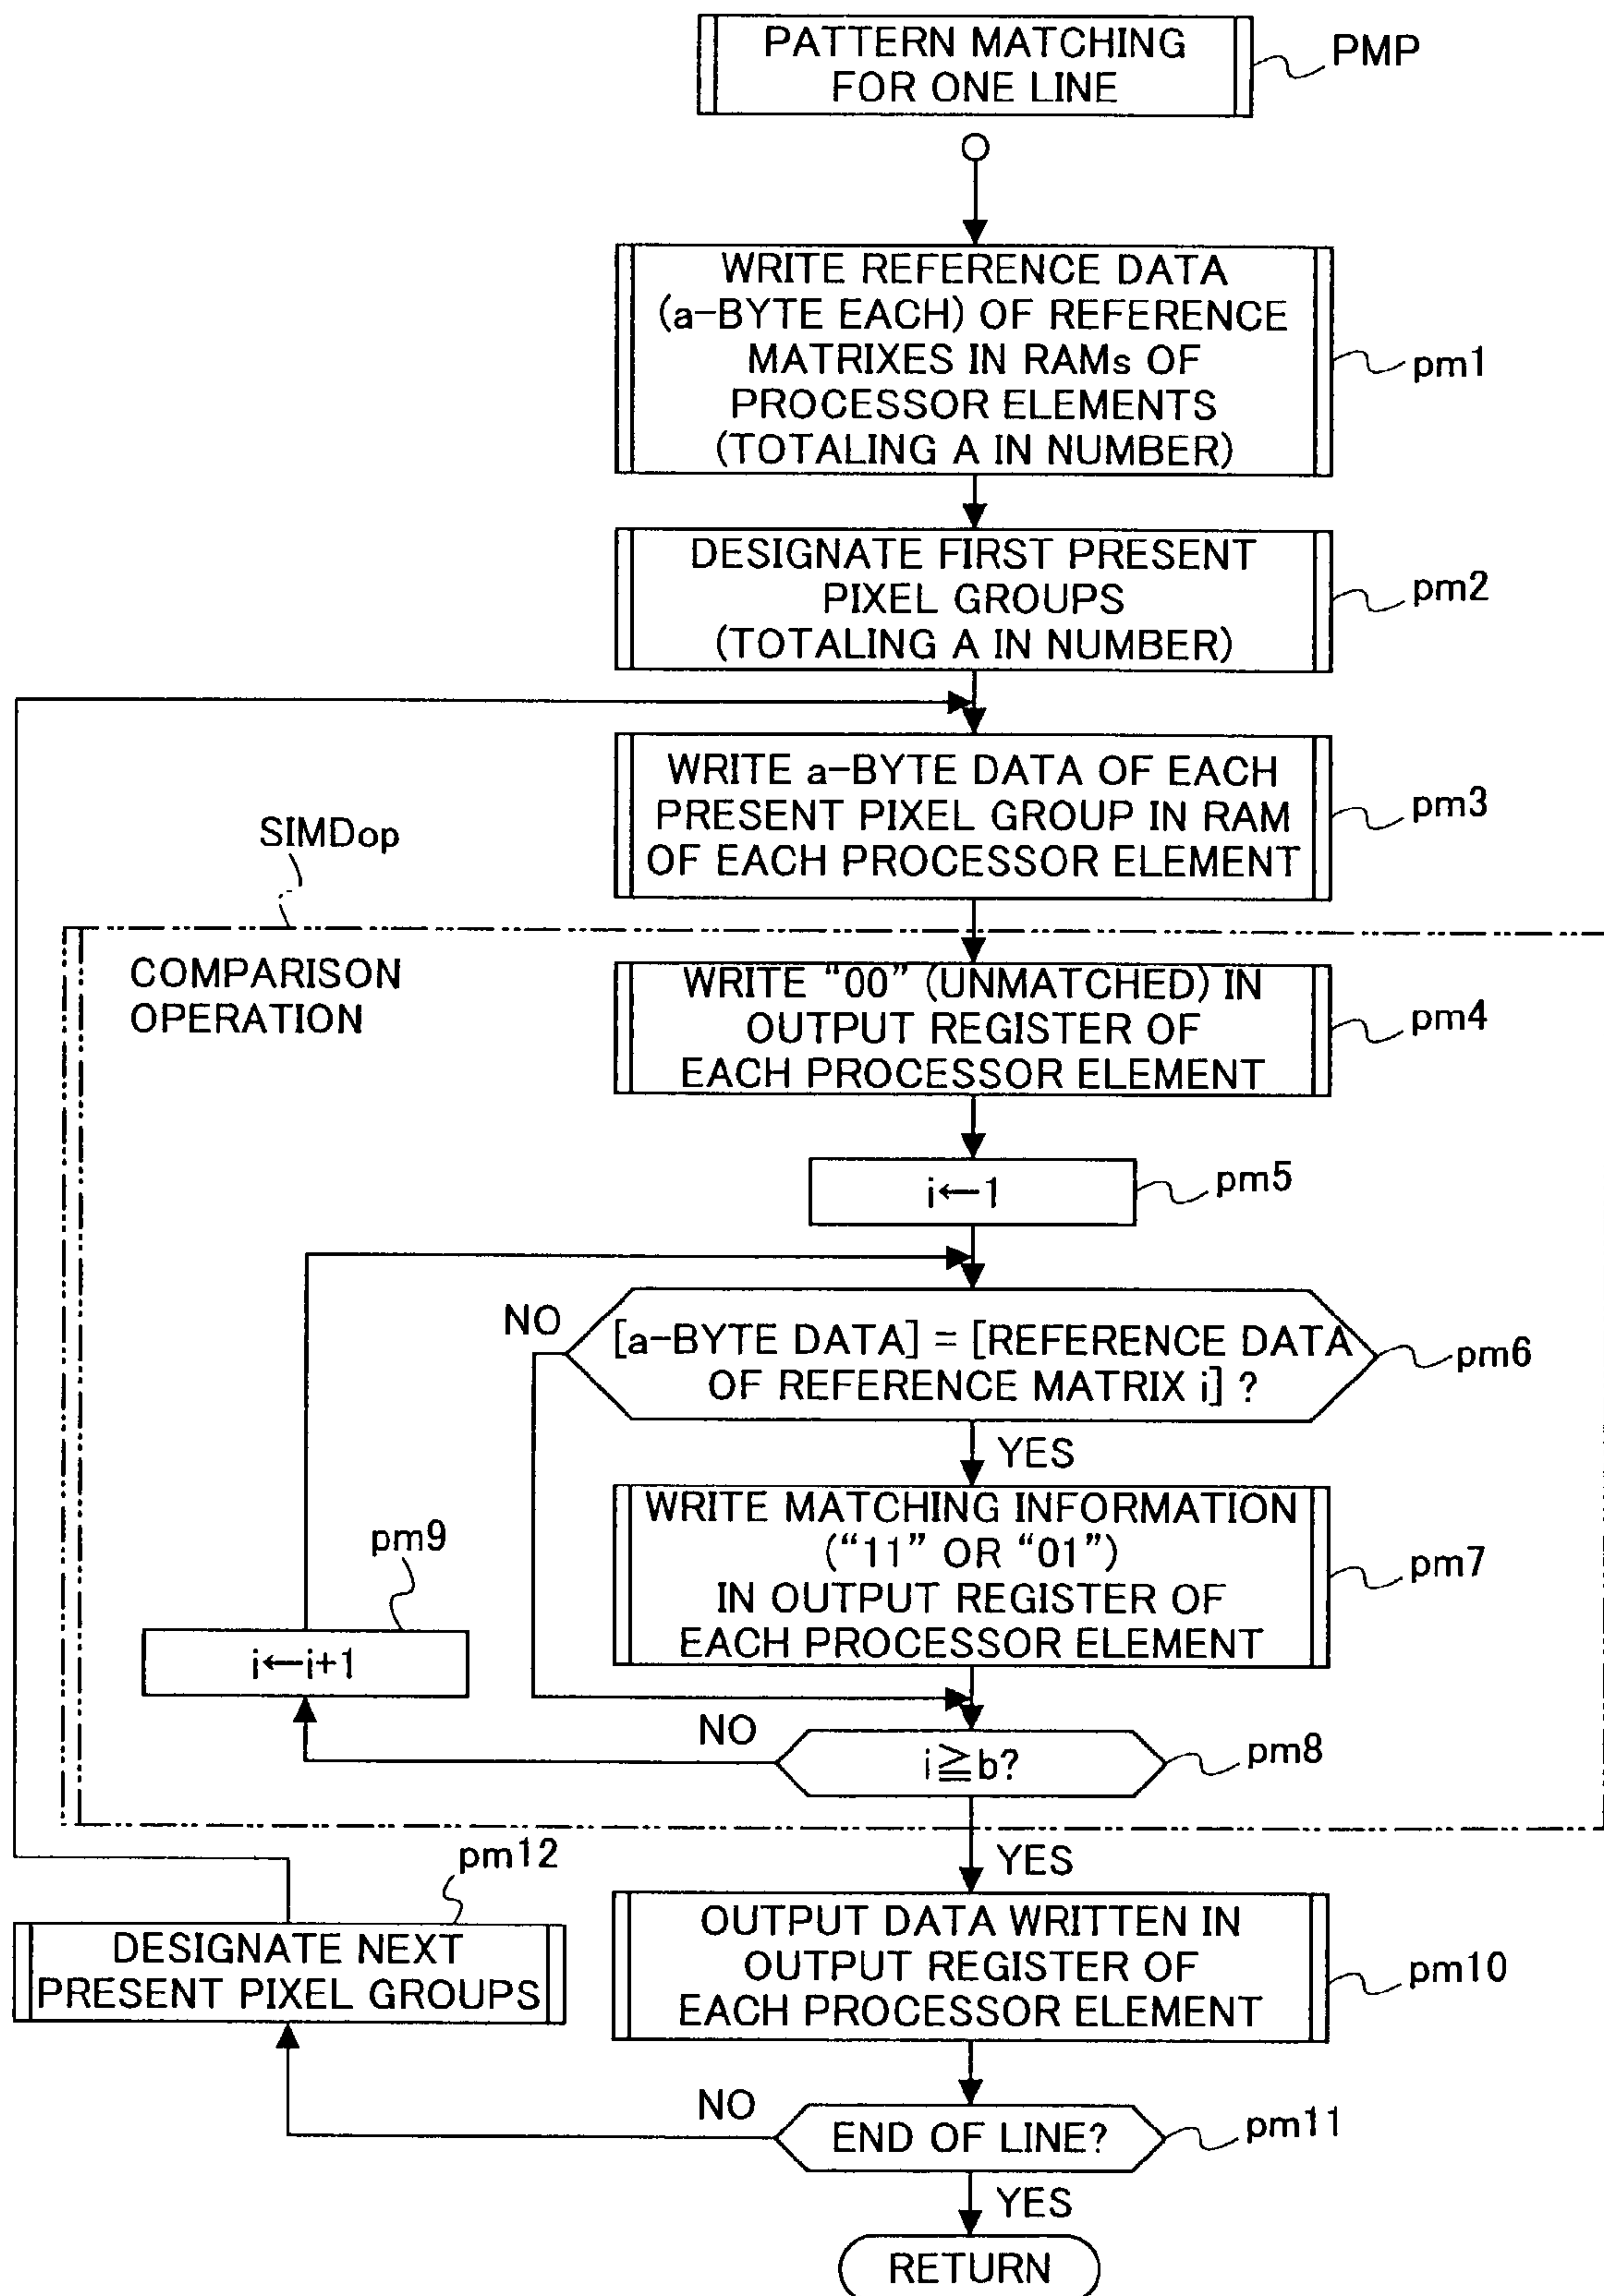 PATTERN MATCHING
FOR ONE LINE
PMP
WRITE REFERENCE DATA
(a-BYTE EACH) OF REFERENCE
MATRIXES IN RAMs OF
PROCESSOR ELEMENTS
(TOTALING A IN NUMBER)
pm1
DESIGNATE FIRST PRESENT
PIXEL GROUPS
(TOTALING A IN NUMBER)
pm2
WRITE a-BYTE DATA OF EACH
PRESENT PIXEL GROUP IN RAM
OF EACH PROCESSOR ELEMENT
pm3
SIMDop
COMPARISON
OPERATION
WRITE “00” (UNMATCHED) IN
OUTPUT REGISTER OF
EACH PROCESSOR ELEMENT
pm4
i←1
pm5
NO
[a-BYTE DATA] = [REFERENCE DATA
OF REFERENCE MATRIX i] ?
pm6
YES
WRITE MATCHING INFORMATION
(“11” OR “01”)
IN OUTPUT REGISTER OF
EACH PROCESSOR ELEMENT
pm7
pm9
i←i+1
NO
i≧b?
pm8
YES
pm12
DESIGNATE NEXT
PRESENT PIXEL GROUPS
OUTPUT DATA WRITTEN IN
OUTPUT REGISTER OF
EACH PROCESSOR ELEMENT
pm10
NO
END OF LINE?
pm11
YES
RETURN